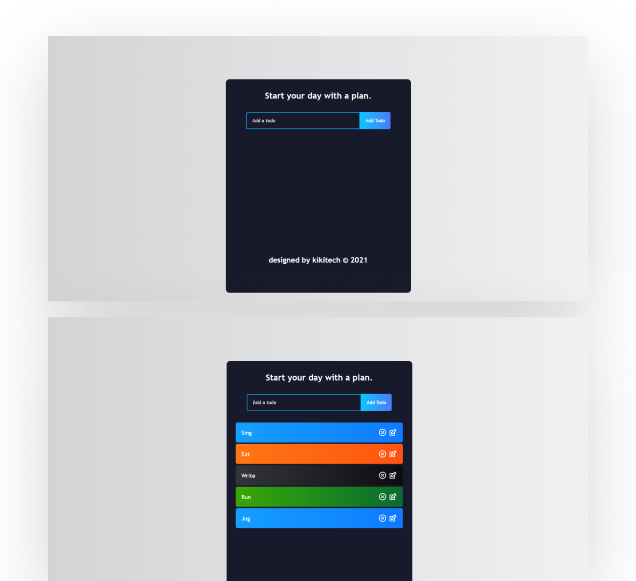 Start your day with a plan.
Add a todo
Add Todo
designed by kikitech © 2021
Start your day with a plan.
Add a todo
Add Todo
Sing
Eat
Write
Run
Jog